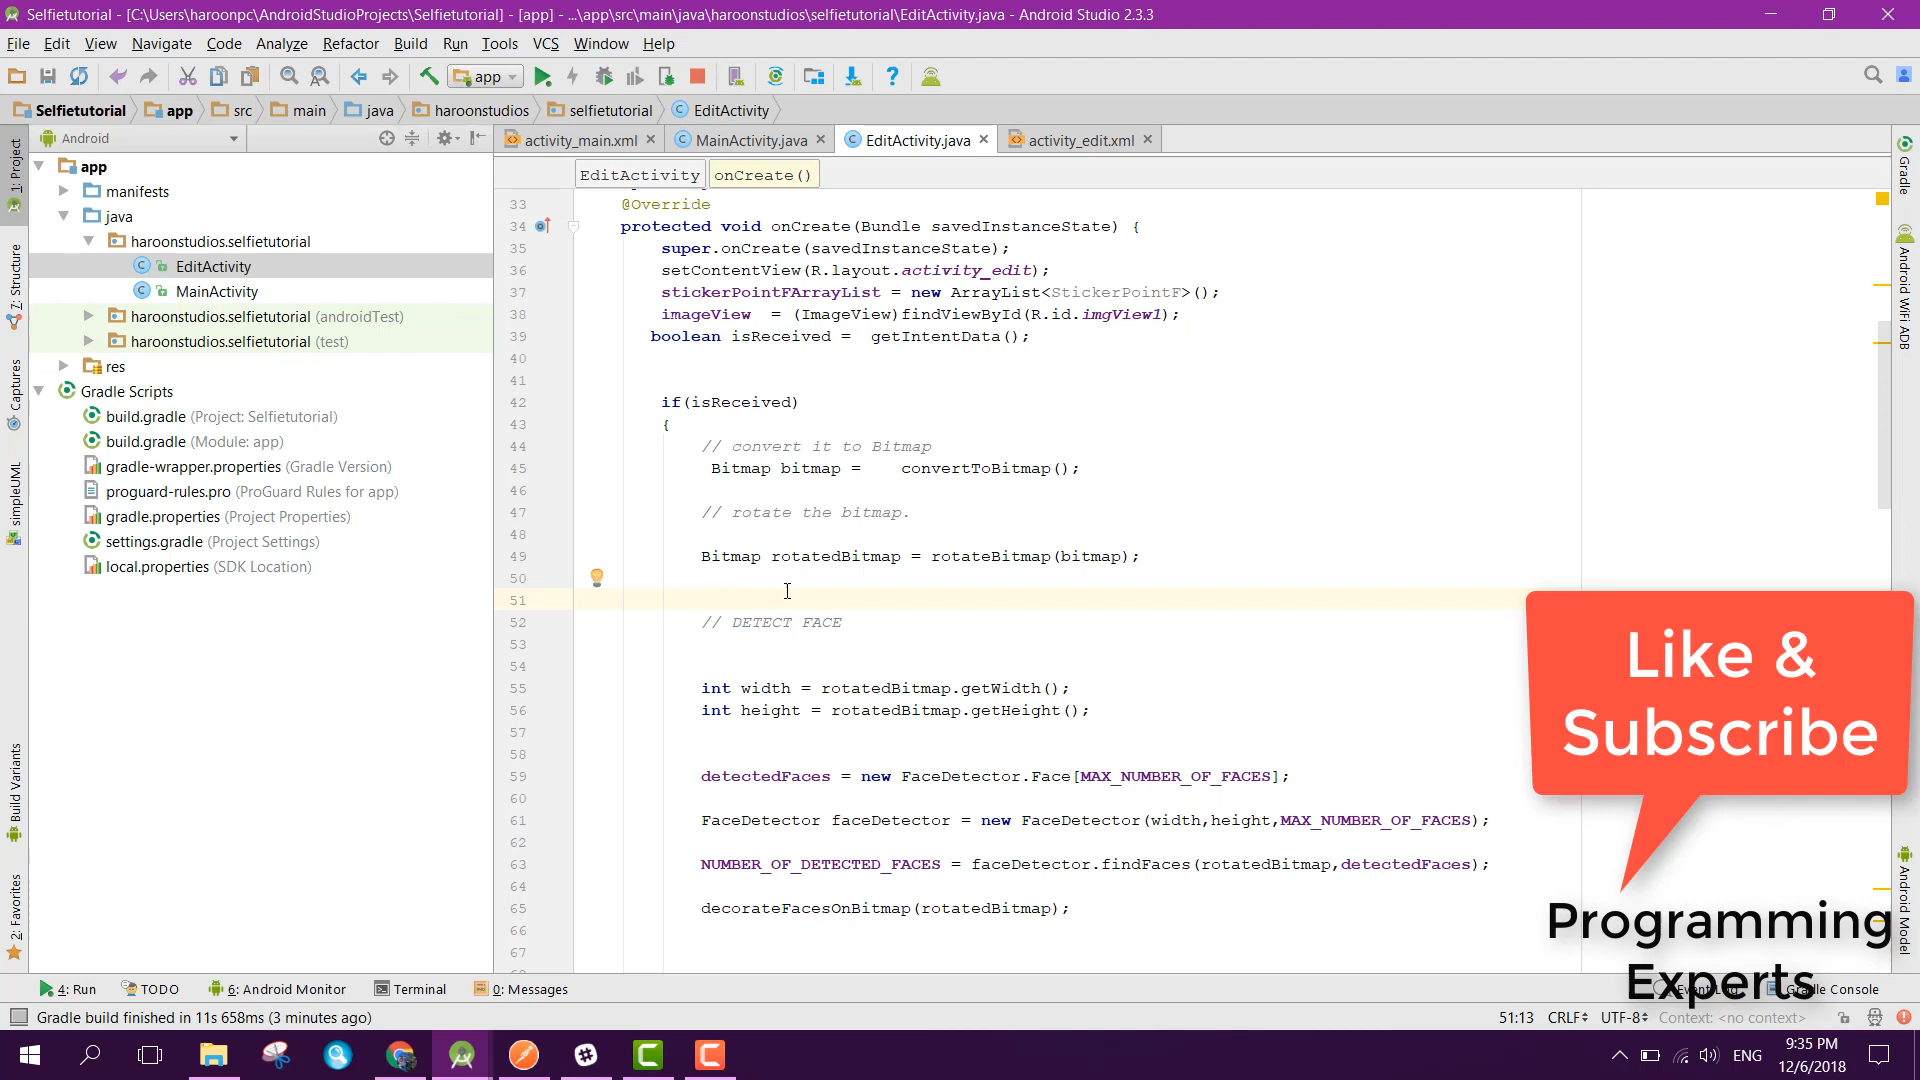 Selfietutorial - [C:\Users\haroonpc\AndroidStudioProjects\Selfietutorial] - [app] - ...\app\src\main\java\haroonstudios\selfietutorial\EditActivity.java - Android Studio 2.3.3
File Edit View Navigate Code Analyze Refactor Build Run Tools VCS Window Help
app
Selfietutorial app src main java haroonstudios selfietutorial EditActivity
Android
activity_main.xml MainActivity.java EditActivity.java activity_edit.xml
EditActivity onCreate()
1: Project
7: Structure
Captures
simpleUML
Build Variants
2: Favorites
app
manifests
java
haroonstudios.selfietutorial
EditActivity
MainActivity
haroonstudios.selfietutorial (androidTest)
haroonstudios.selfietutorial (test)
res
Gradle Scripts
build.gradle (Project: Selfietutorial)
build.gradle (Module: app)
gradle-wrapper.properties (Gradle Version)
proguard-rules.pro (ProGuard Rules for app)
gradle.properties (Project Properties)
settings.gradle (Project Settings)
local.properties (SDK Location)
33 @Override
34 protected void onCreate(Bundle savedInstanceState) {
35 super.onCreate(savedInstanceState);
36 setContentView(R.layout.activity_edit);
37 stickerPointFArrayList = new ArrayList<StickerPointF>();
38 imageView = (ImageView)findViewById(R.id.imgView1);
39 boolean isReceived = getIntentData();
40
41
42 if(isReceived)
43 {
44 // convert it to Bitmap
45 Bitmap bitmap = convertToBitmap();
46
47 // rotate the bitmap.
48
49 Bitmap rotatedBitmap = rotateBitmap(bitmap);
50
51
52 // DETECT FACE
53
54
55 int width = rotatedBitmap.getWidth();
56 int height = rotatedBitmap.getHeight();
57
58
59 detectedFaces = new FaceDetector.Face[MAX_NUMBER_OF_FACES];
60
61 FaceDetector faceDetector = new FaceDetector(width,height,MAX_NUMBER_OF_FACES);
62
63 NUMBER_OF_DETECTED_FACES = faceDetector.findFaces(rotatedBitmap,detectedFaces);
64
65 decorateFacesOnBitmap(rotatedBitmap);
66
67
Gradle
Android WiFi ADB
Android Model
Like &
Subscribe
Programming
Experts
4: Run TODO 6: Android Monitor Terminal 0: Messages Gradle Console
Gradle build finished in 11s 658ms (3 minutes ago)
51:13 CRLF UTF-8 Context: <no context>
ENG
9:35 PM
12/6/2018